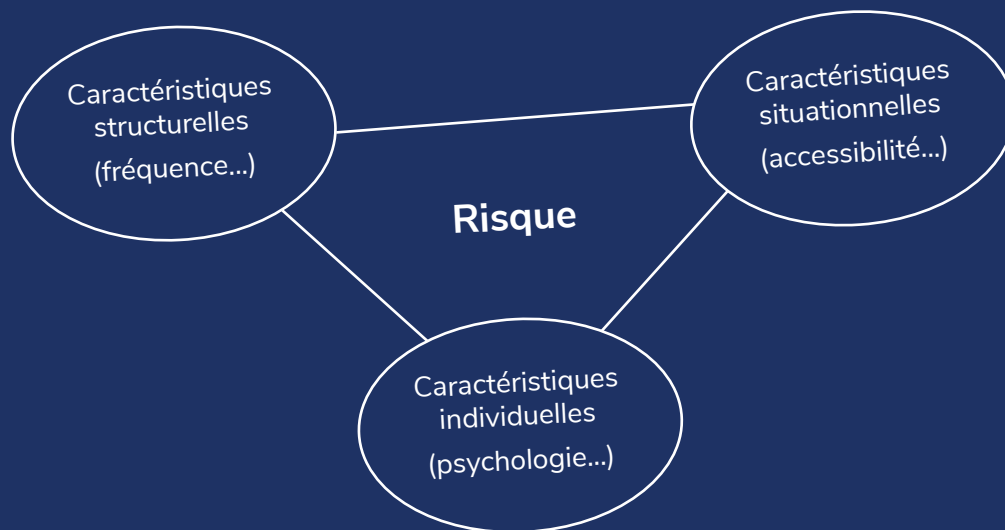 Caractéristiques
structurelles
(fréquence...)
Caractéristiques
situationnelles
(accessibilité...)
Risque
Caractéristiques
individuelles
(psychologie...)